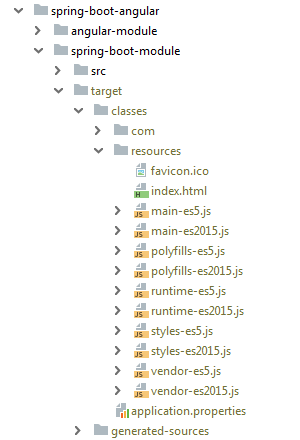 spring-boot-angular
angular-module
spring-boot-module
src
target
classes
com
resources
favicon.ico
index.html
main-es5.js
main-es2015.js
polyfills-es5.js
polyfills-es2015.js
runtime-es5.js
runtime-es2015.js
styles-es5.js
styles-es2015.js
vendor-es5.js
vendor-es2015.js
application.properties
generated-sources